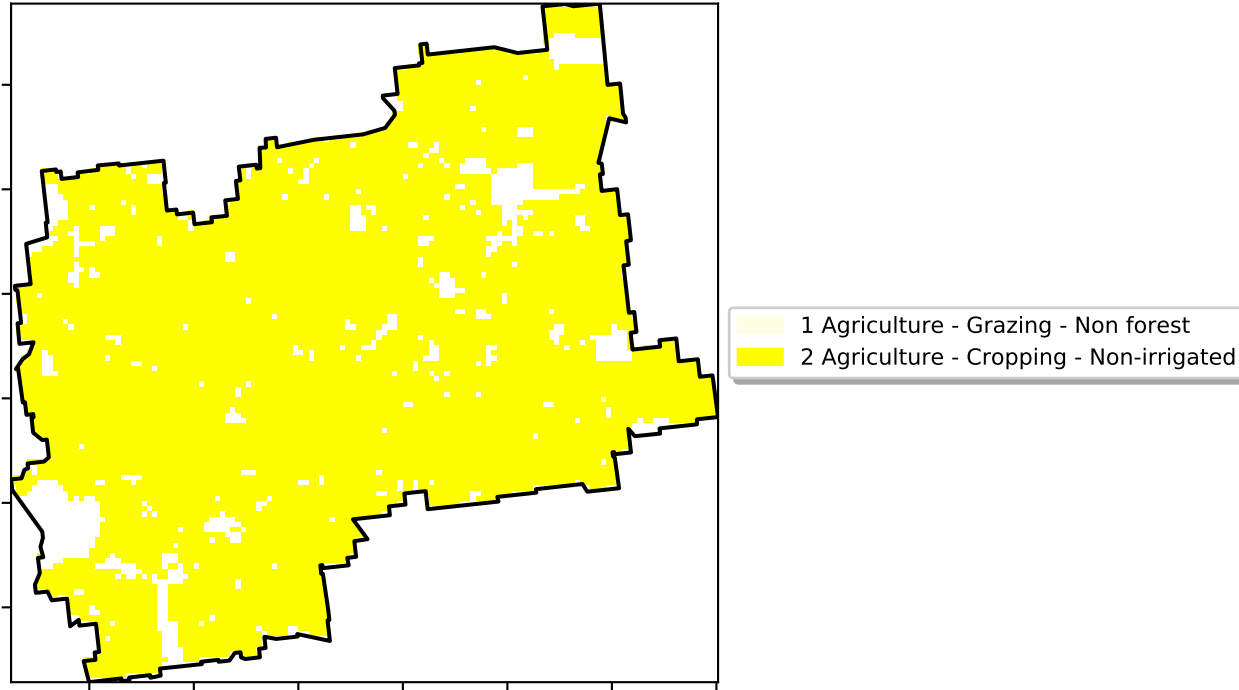 1 Agriculture - Grazing - Non forest
2 Agriculture - Cropping - Non-irrigated